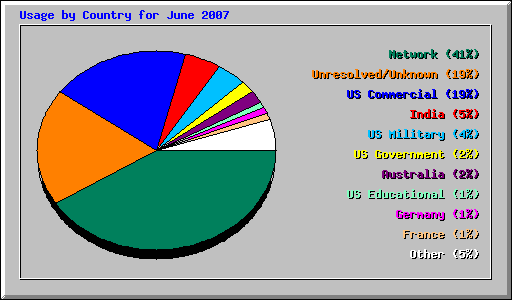 Usage by Country for June 2007
Network (41%)
Unresolved/Unknown (19%)
US Commercial (19%)
India (5%)
US Military (4%)
US Government (2%)
Australia (2%)
US Educational (1%)
Germany (1%)
France (1%)
Other (5%)